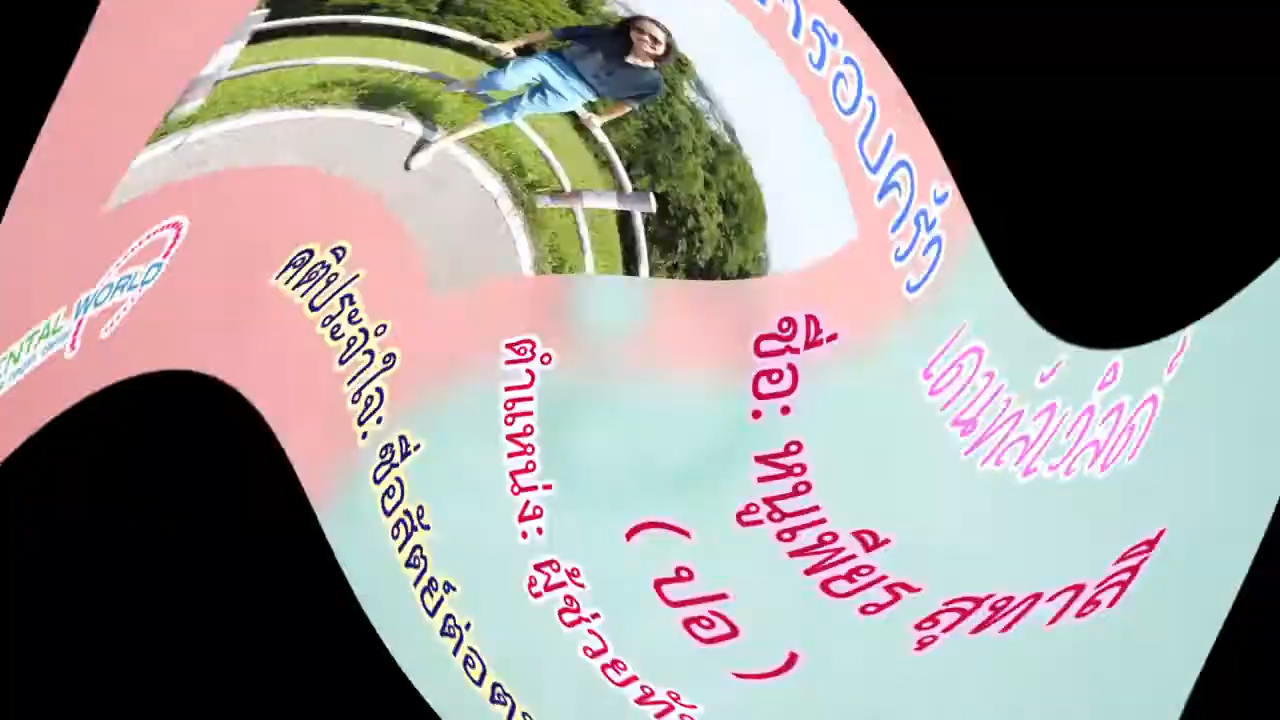 ครอบครัว
เดนทัลเวิลด์
ชื่อ: หนูเพียร สุทาสี
( ปอ )
ตำแหน่ง: ผู้ช่วยทัน
คติประจำใจ: ซื่อสัตย์ต่อ
DENTAL WORLD